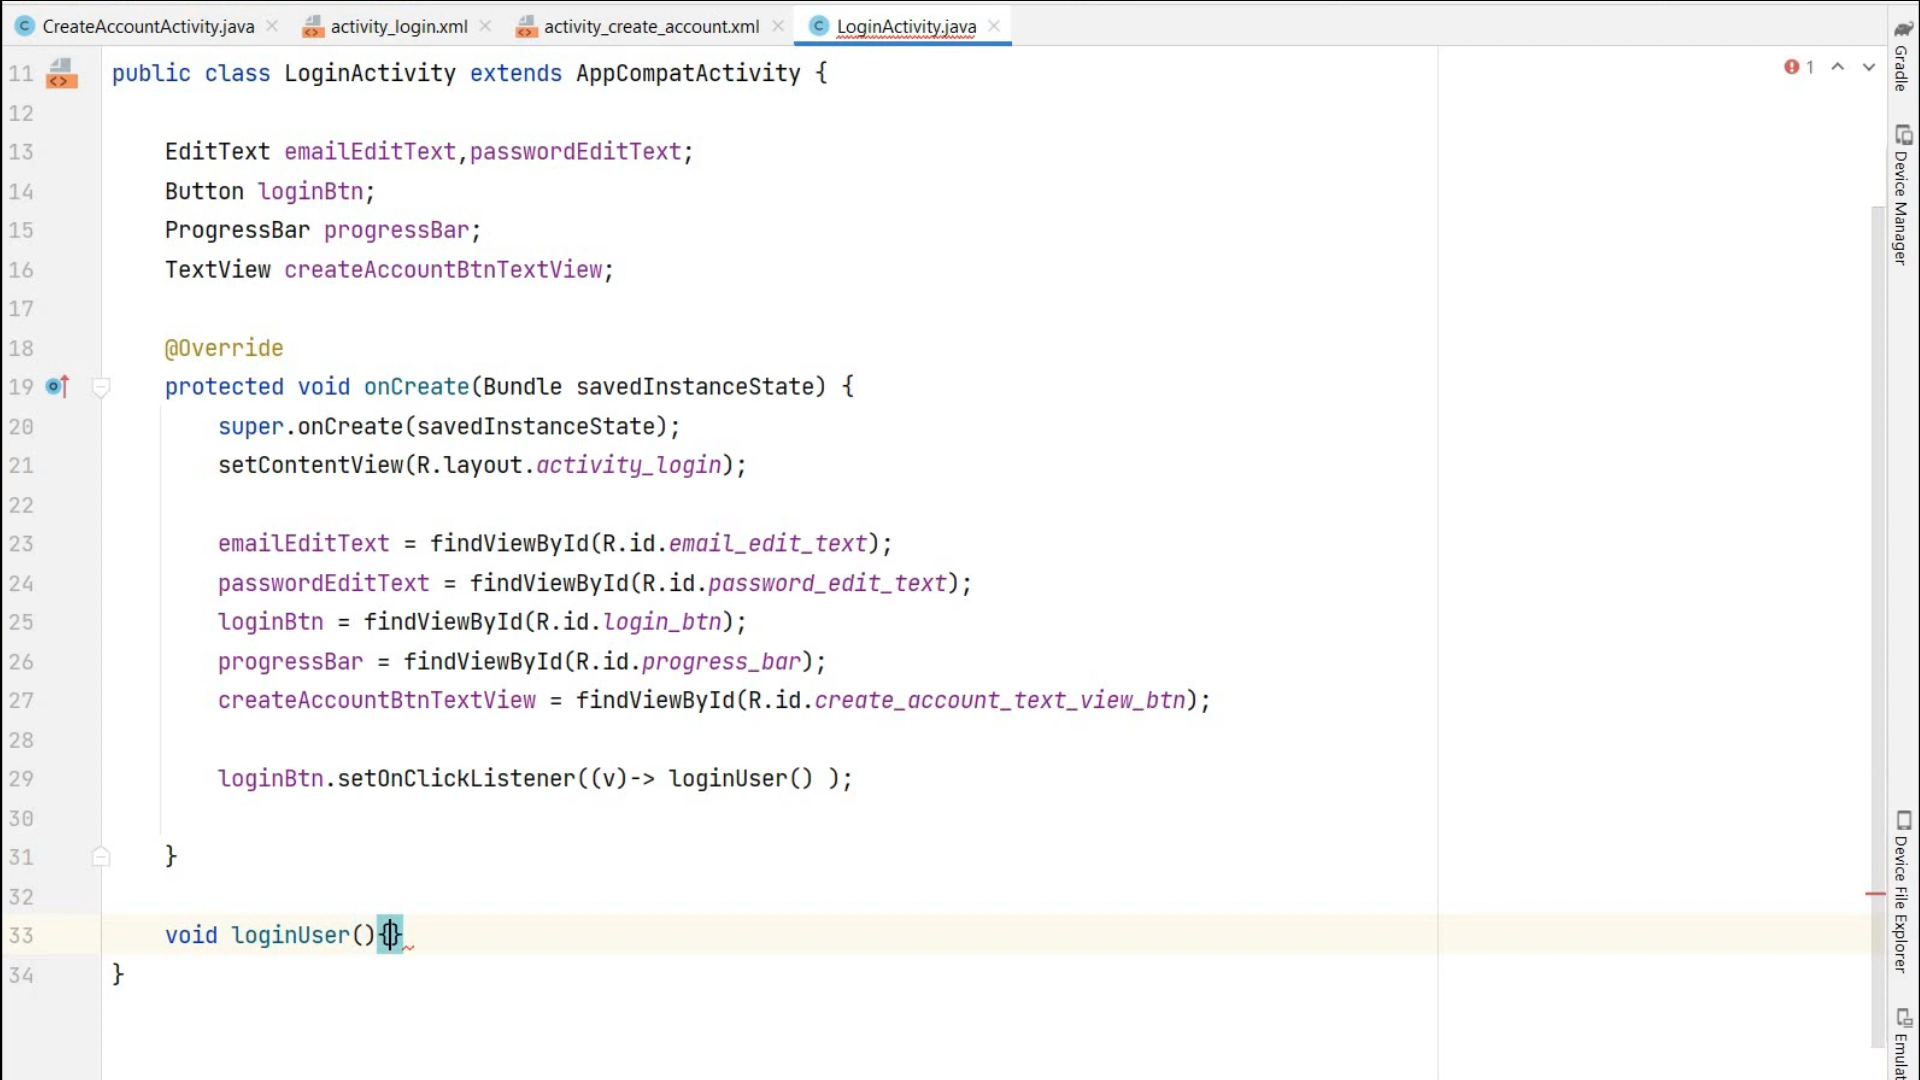 CreateAccountActivity.java activity_login.xml activity_create_account.xml LoginActivity.java
11 public class LoginActivity extends AppCompatActivity {
12
13 EditText emailEditText,passwordEditText;
14 Button loginBtn;
15 ProgressBar progressBar;
16 TextView createAccountBtnTextView;
17
18 @Override
19 protected void onCreate(Bundle savedInstanceState) {
20 super.onCreate(savedInstanceState);
21 setContentView(R.layout.activity_login);
22
23 emailEditText = findViewById(R.id.email_edit_text);
24 passwordEditText = findViewById(R.id.password_edit_text);
25 loginBtn = findViewById(R.id.login_btn);
26 progressBar = findViewById(R.id.progress_bar);
27 createAccountBtnTextView = findViewById(R.id.create_account_text_view_btn);
28
29 loginBtn.setOnClickListener((v)-> loginUser() );
30
31 }
32
33 void loginUser(){}
34 }
1
Gradle
Device Manager
Device File Explorer
Emulat